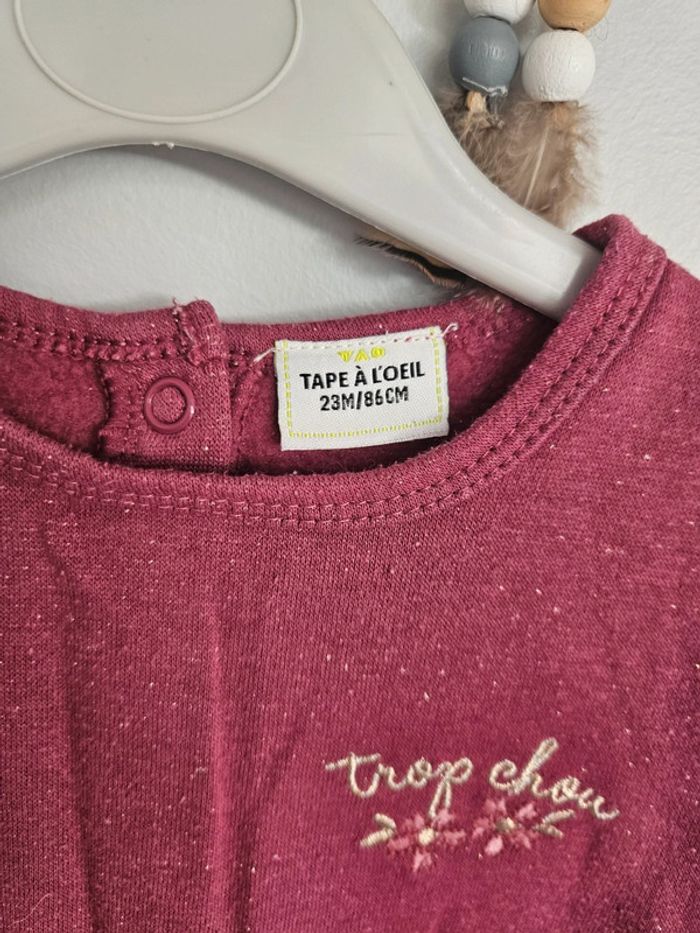 TAO
TAPE À L'OEIL
23M/86CM
trop chou